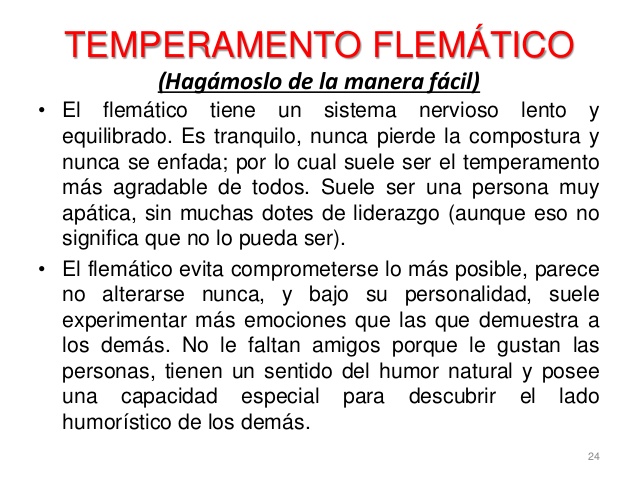 TEMPERAMENTO FLEMÁTICO
(Hagámoslo de la manera fácil)
• El flemático tiene un sistema nervioso lento y
equilibrado. Es tranquilo, nunca pierde la compostura y
nunca se enfada; por lo cual suele ser el temperamento
más agradable de todos. Suele ser una persona muy
apática, sin muchas dotes de liderazgo (aunque eso no
significa que no lo pueda ser).
• El flemático evita comprometerse lo más posible, parece
no alterarse nunca, y bajo su personalidad, suele
experimentar más emociones que las que demuestra a
los demás. No le faltan amigos porque le gustan las
personas, tienen un sentido del humor natural y posee
una capacidad especial para descubrir el lado
humorístico de los demás.
24